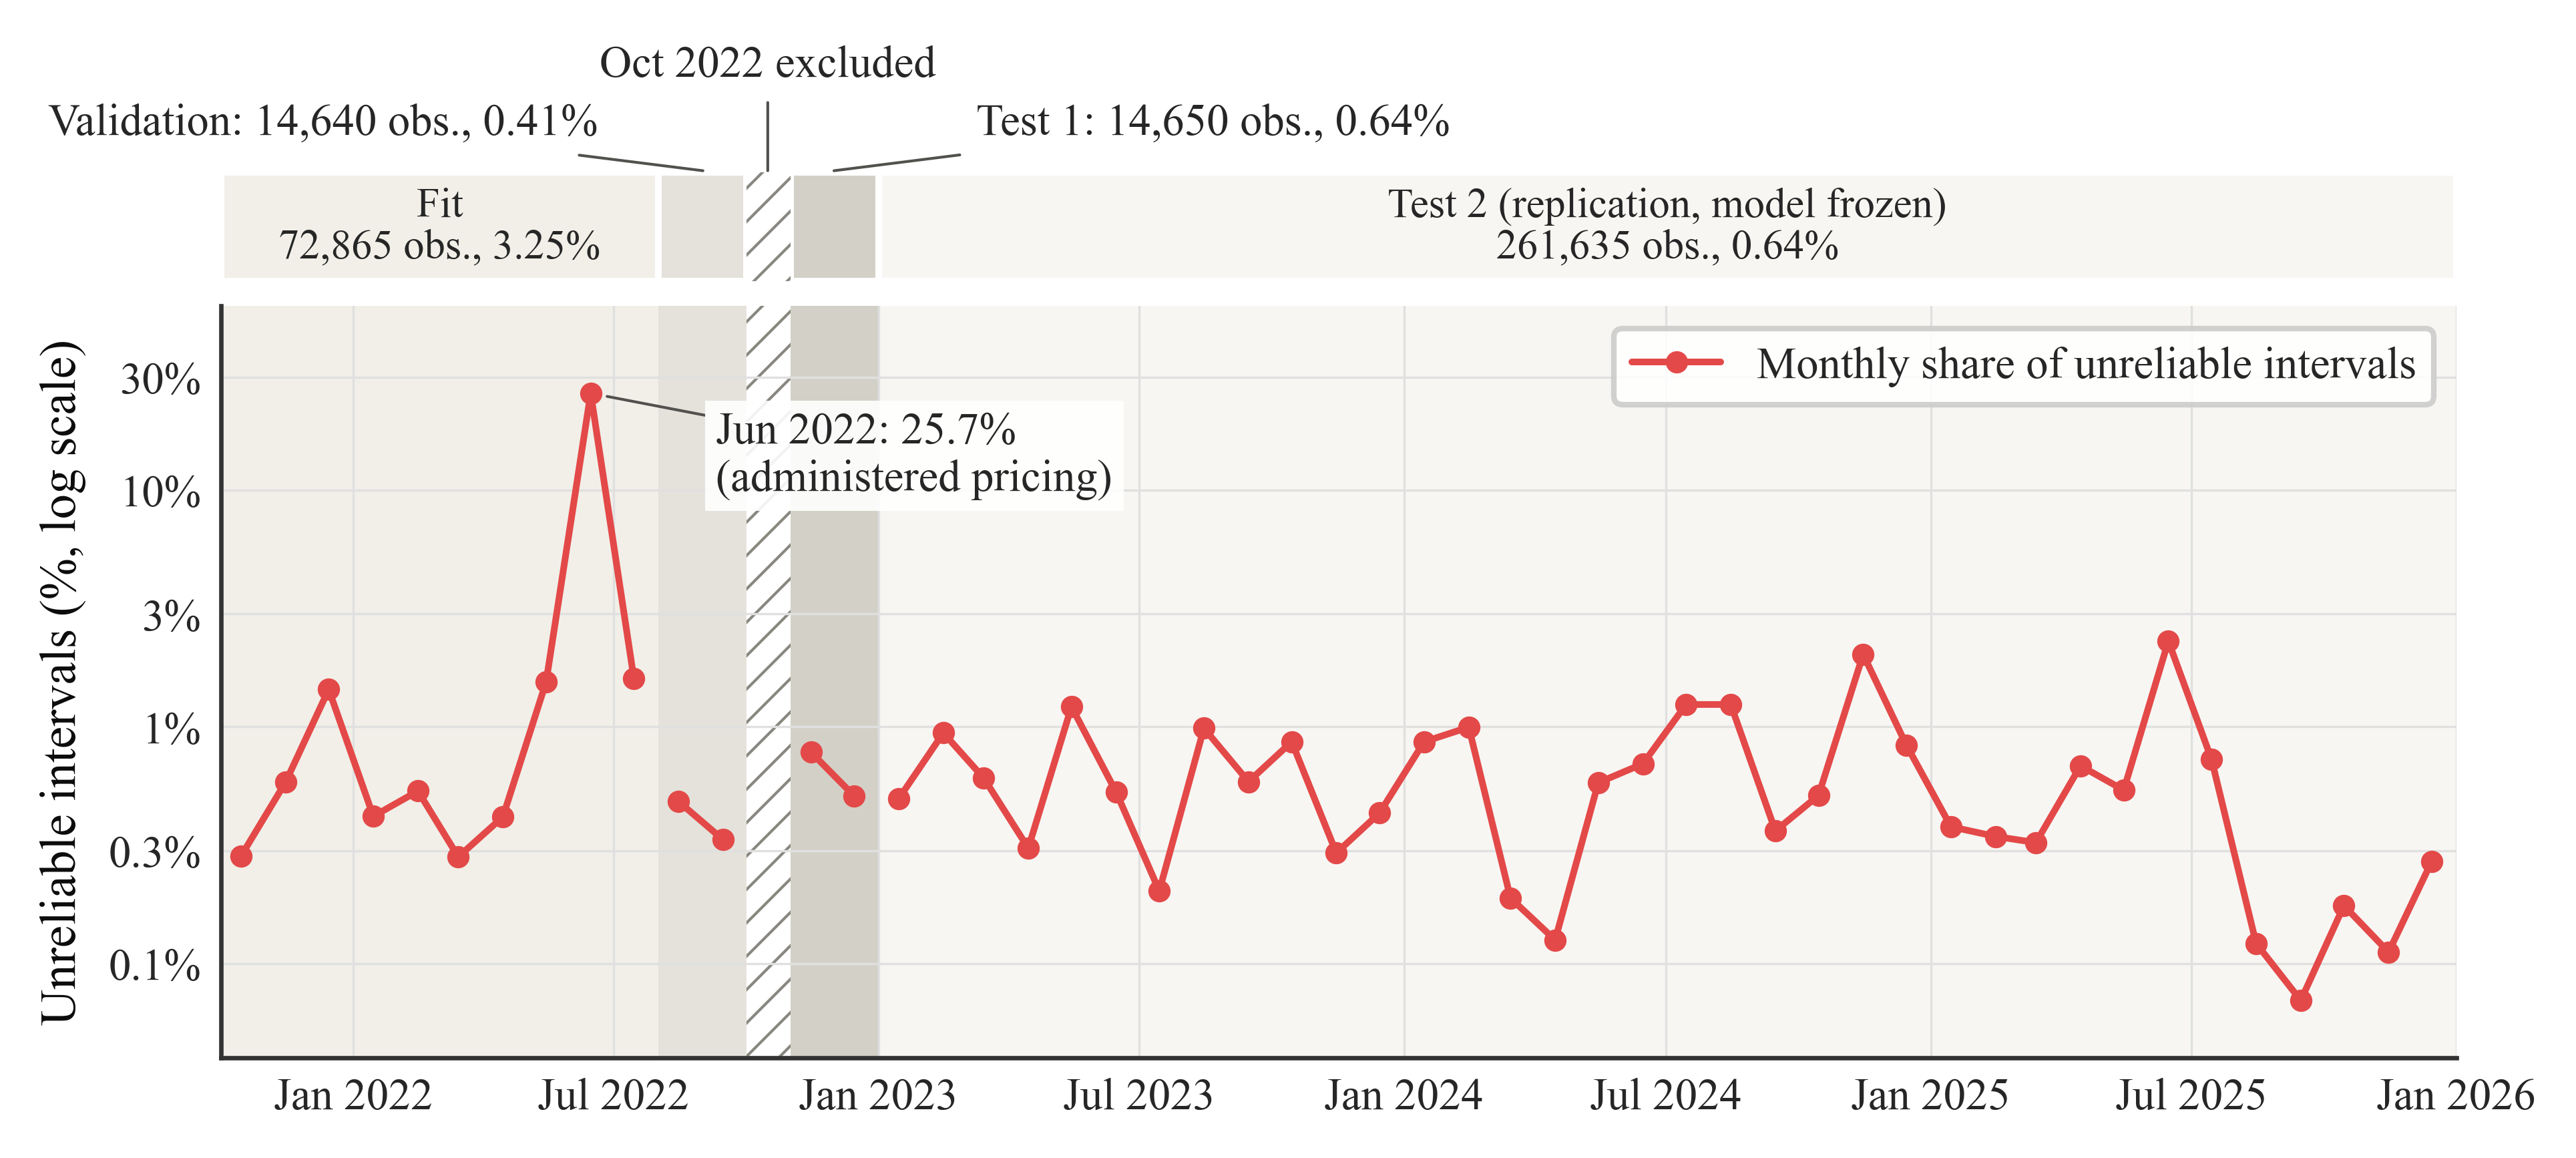 Oct 2022 excluded
Validation: 14,640 obs., 0.41%
Test 1: 14,650 obs., 0.64%
Fit
72,865 obs., 3.25%
Test 2 (replication, model frozen)
261,635 obs., 0.64%
Unreliable intervals (%, log scale)
30%
10%
3%
1%
0.3%
0.1%
Monthly share of unreliable intervals
Jun 2022: 25.7%
(administered pricing)
Jan 2022
Jul 2022
Jan 2023
Jul 2023
Jan 2024
Jul 2024
Jan 2025
Jul 2025
Jan 2026